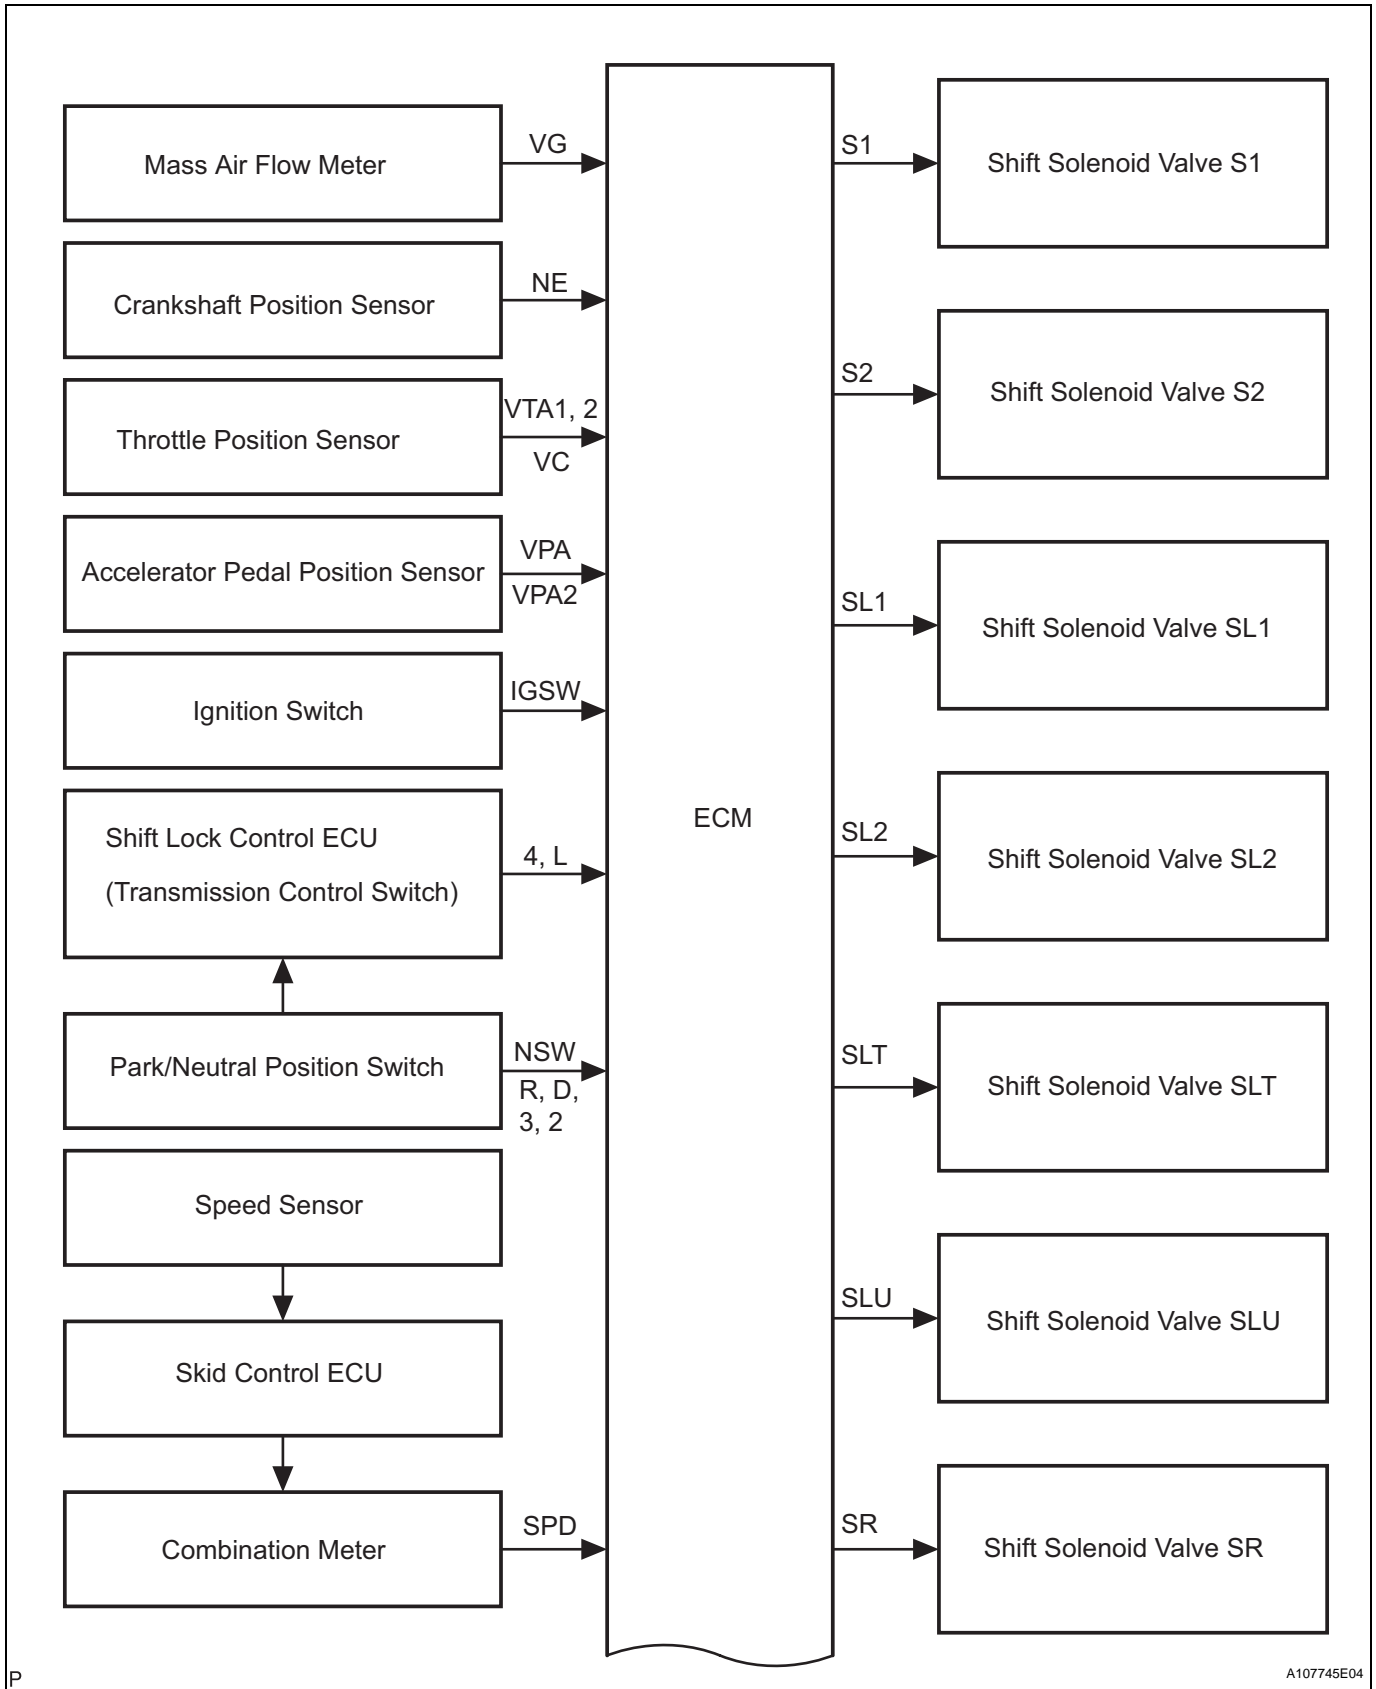 Mass Air Flow Meter
VG
Crankshaft Position Sensor
NE
Throttle Position Sensor
VTA1, 2
VC
Accelerator Pedal Position Sensor
VPA
VPA2
Ignition Switch
IGSW
Shift Lock Control ECU
(Transmission Control Switch)
4, L
Park/Neutral Position Switch
NSW
R, D,
3, 2
Speed Sensor
Skid Control ECU
Combination Meter
SPD
ECM
S1
Shift Solenoid Valve S1
S2
Shift Solenoid Valve S2
SL1
Shift Solenoid Valve SL1
SL2
Shift Solenoid Valve SL2
SLT
Shift Solenoid Valve SLT
SLU
Shift Solenoid Valve SLU
SR
Shift Solenoid Valve SR
P
A107745E04